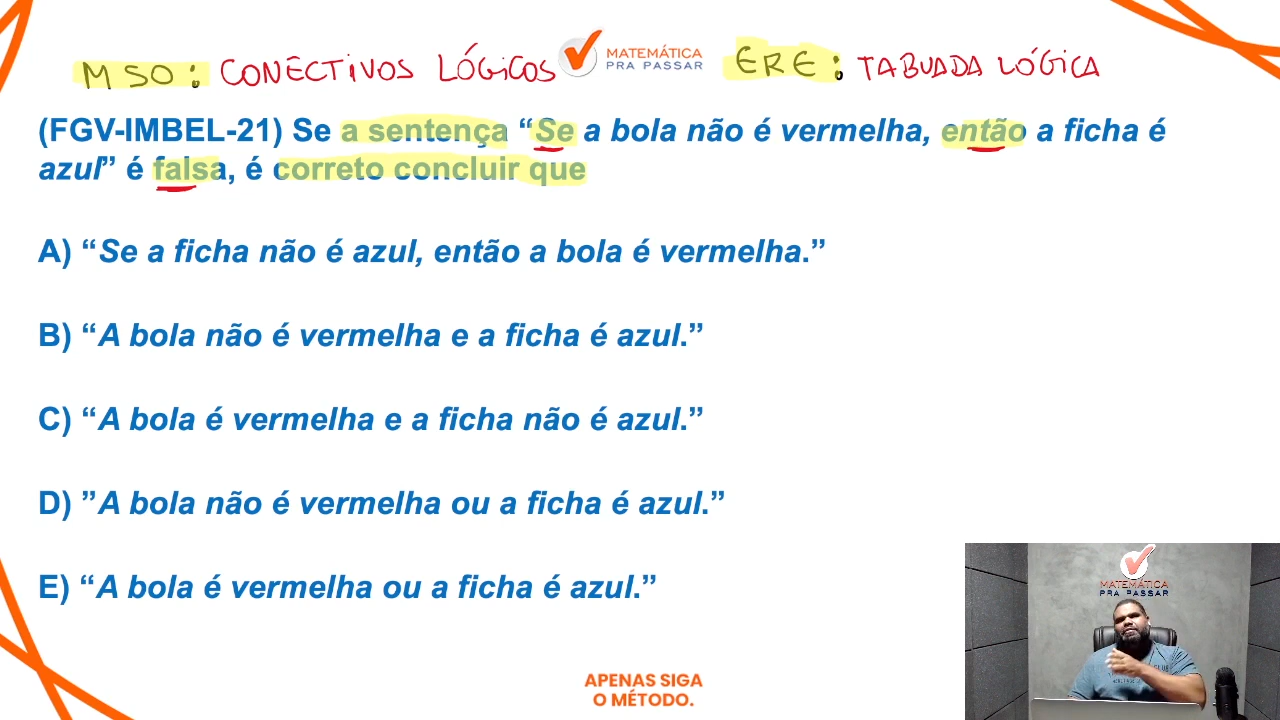 MSO: CONECTIVOS LÓGICOS
MATEMÁTICA
PRA PASSAR
ERE: TABUADA LÓGICA
(FGV-IMBEL-21) Se a sentença “Se a bola não é vermelha, então a ficha é
azul” é falsa, é correto concluir que
A) “Se a ficha não é azul, então a bola é vermelha.”
B) “A bola não é vermelha e a ficha é azul.”
C) “A bola é vermelha e a ficha não é azul.”
D) ”A bola não é vermelha ou a ficha é azul.”
E) “A bola é vermelha ou a ficha é azul.”
MATEMÁTICA
PRA PASSAR
APENAS SIGA
O MÉTODO.